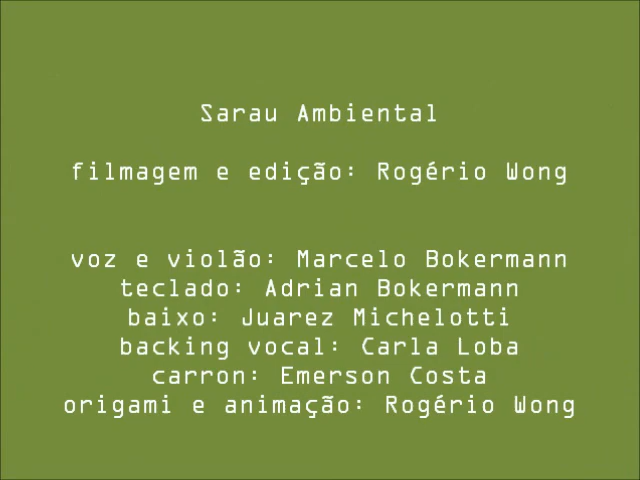 Sarau Ambiental
filmagem e edição: Rogério Wong
voz e violão: Marcelo Bokermann
teclado: Adrian Bokermann
baixo: Juarez Michelotti
backing vocal: Carla Loba
carron: Emerson Costa
origami e animação: Rogério Wong